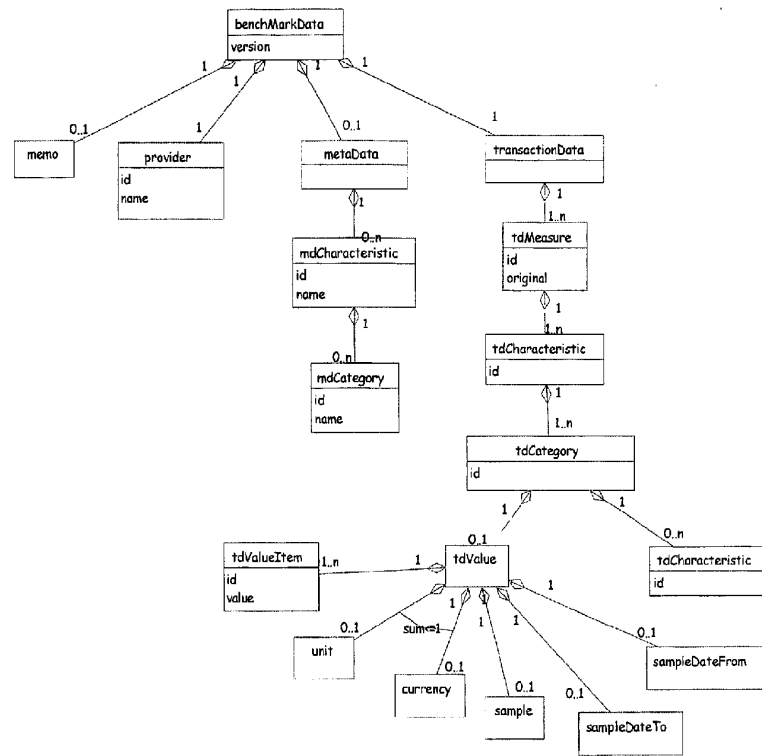 benchMarkData
version
1
1
1
1
0..1
1
0..1
1
memo
provider
id
name
metaData
transactionData
1
1
0..n
1..n
mdCharacteristic
id
name
tdMeasure
id
original
1
1
0..n
1..n
mdCategory
id
name
tdCharacteristic
id
1
1..n
tdCategory
id
1
1
0..1
0..n
tdValueItem
id
value
1..n
1
tdValue
tdCharacteristic
id
0..1
sum<=1
1
1
1
1
unit
0..1
currency
0..1
sample
0..1
sampleDateTo
0..1
sampleDateFrom